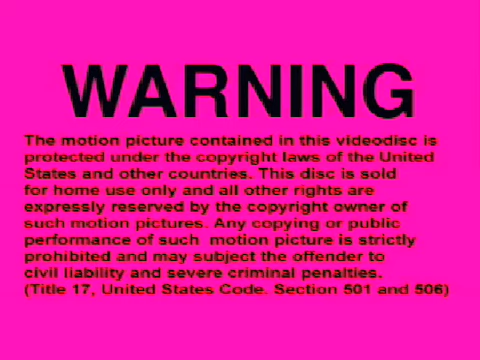 WARNING
The motion picture contained in this videodisc is
protected under the copyright laws of the United
States and other countries. This disc is sold
for home use only and all other rights are
expressly reserved by the copyright owner of
such motion pictures. Any copying or public
performance of such motion picture is strictly
prohibited and may subject the offender to
civil liability and severe criminal penalties.
(Title 17, United States Code. Section 501 and 506)